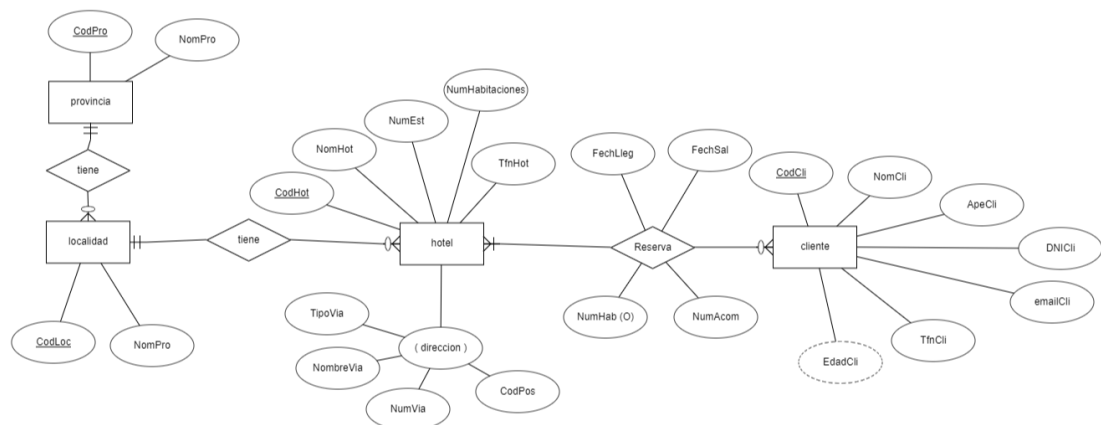 CodPro
NomPro
provincia
tiene
localidad
CodLoc
NomPro
tiene
NumHabitaciones
NumEst
NomHot
TfnHot
CodHot
hotel
TipoVia
( direccion )
NombreVia
CodPos
NumVia
FechLleg
FechSal
Reserva
NumHab (O)
NumAcom
CodCli
NomCli
ApeCli
cliente
DNICli
emailCli
TfnCli
EdadCli